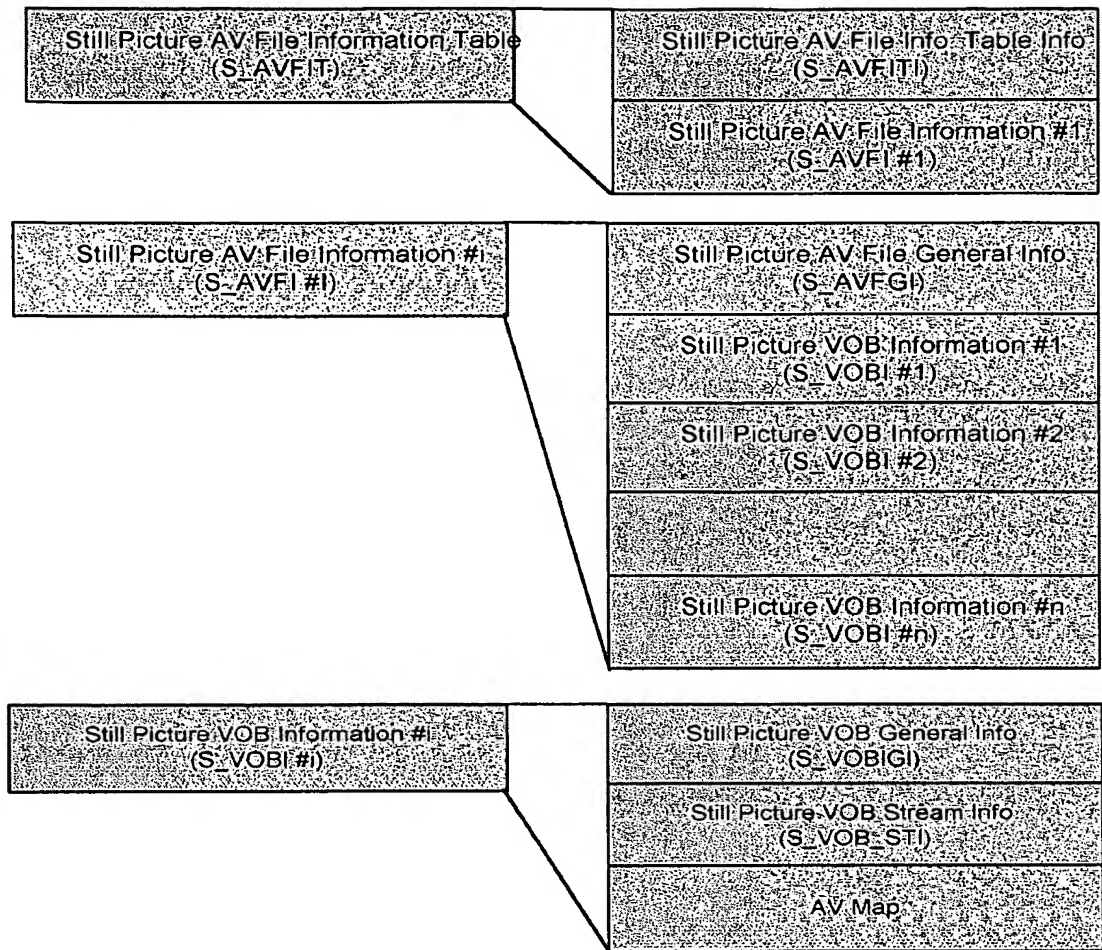 Still Picture AV File Information Table
(S_AVFIT)
Still Picture AV File Info Table Info
(S_AVFITI)
Still Picture AV File Information #1
(S_AVFI #1)
Still Picture AV File Information #i
(S_AVFI #I)
Still Picture AV File General Info
(S_AVFGI)
Still Picture VOB Information #1
(S_VOBI #1)
Still Picture VOB Information #2
(S_VOBI #2)
Still Picture VOB Information #n
(S_VOBI #n)
Still Picture VOB Information #i
(S_VOBI #i)
Still Picture VOB General Info
(S_VOBIGI)
Still Picture VOB Stream Info
(S_VOB_STI)
AV Map